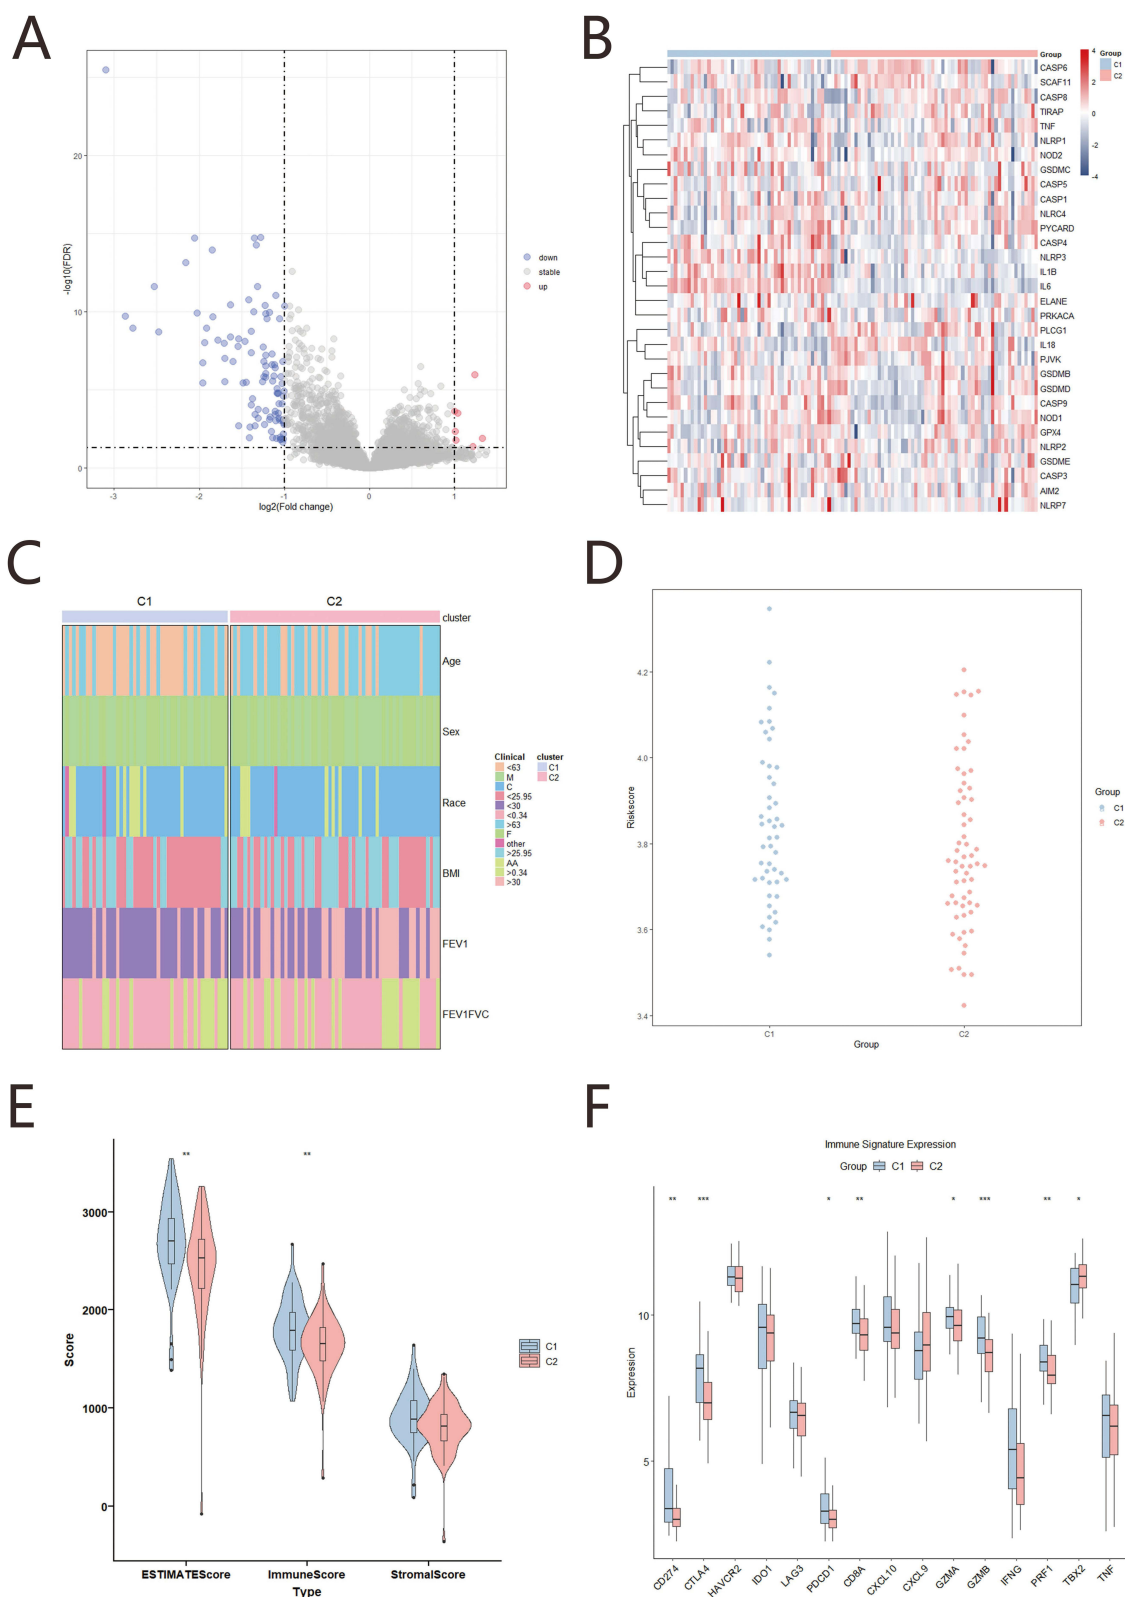 A
20
10
0
-log10(FDR)
-3
-2
-1
0
1
log2(Fold change)
down
stable
up
B
Group
CASP6
SCAF11
CASP8
TIRAP
TNF
NLRP1
NOD2
GSDMC
CASP5
CASP1
NLRC4
PYCARD
CASP4
NLRP3
IL1B
IL6
ELANE
PRKACA
PLCG1
IL18
PJVK
GSDMB
GSDMD
CASP9
NOD1
GPX4
NLRP2
GSDME
CASP3
AIM2
NLRP7
4
2
0
-2
-4
Group
C1
C2
C
C1
C2
cluster
Age
Sex
Race
BMI
FEV1
FEV1FVC
Clinical
<63
M
C
<25.95
<30
<0.34
>63
F
other
>25.95
AA
>0.34
>30
cluster
C1
C2
D
4.2
4.0
3.8
3.6
3.4
Riskscore
C1
C2
Group
Group
C1
C2
E
**
**
3000
2000
1000
0
Score
ESTIMATEScore
ImmuneScore
StromalScore
Type
C1
C2
F
Immune Signature Expression
Group C1 C2
** *** * ** * *** ** *
10
5
Expression
CD274
CTLA4
HAVCR2
IDO1
LAG3
PDCD1
CD8A
CXCL10
CXCL9
GZMA
GZMB
IFNG
PRF1
TBX2
TNF